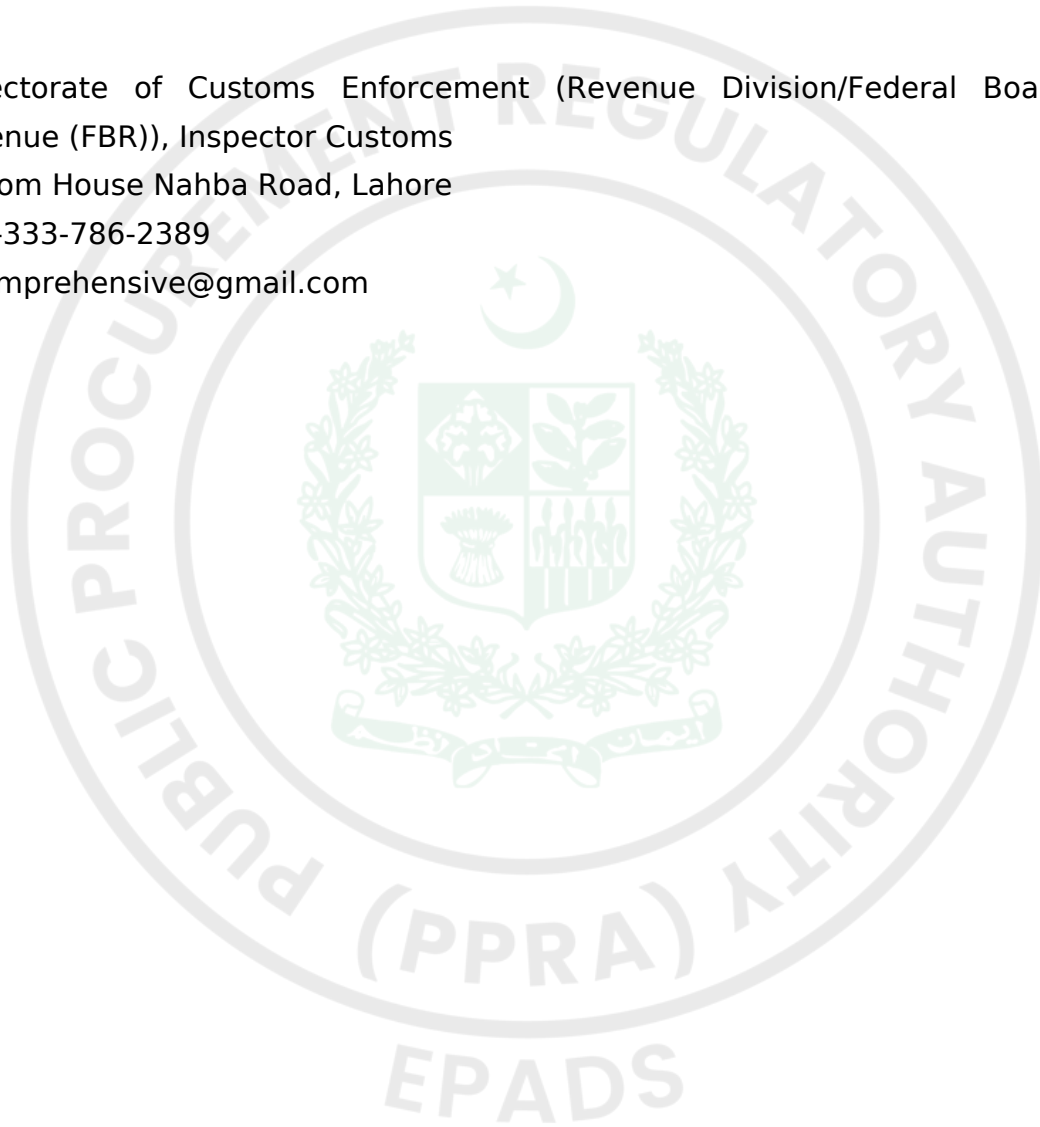 ectorate of Customs Enforcement (Revenue Division/Federal Boa
enue (FBR)), Inspector Customs
om House Nahba Road, Lahore
-333-786-2389
mprehensive@gmail.com
PUBLIC PROCUREMENT REGULATORY AUTHORITY
(PPRA)
EPADS